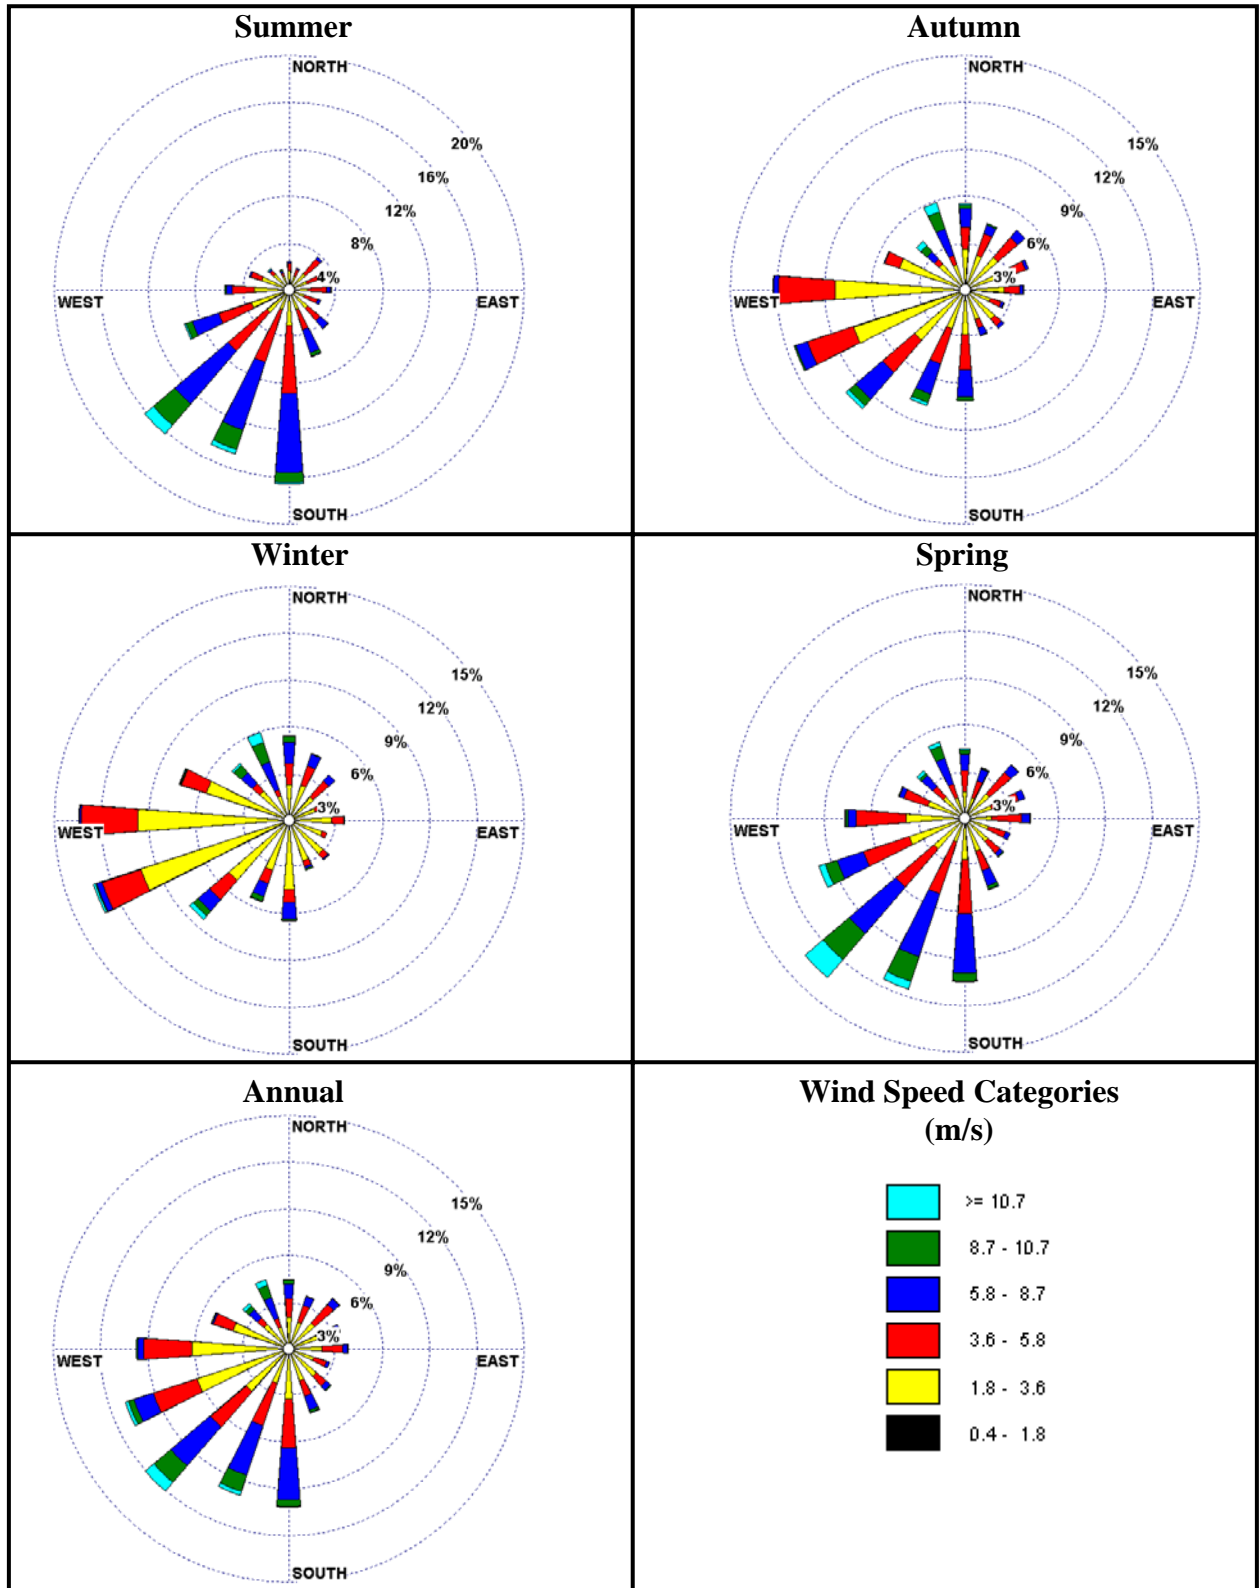 Summer
NORTH
20%
16%
12%
8%
4%
WEST
EAST
SOUTH
Autumn
NORTH
15%
12%
9%
6%
3%
WEST
EAST
SOUTH
Winter
NORTH
15%
12%
9%
6%
3%
WEST
EAST
SOUTH
Spring
NORTH
15%
12%
9%
6%
3%
WEST
EAST
SOUTH
Annual
NORTH
15%
12%
9%
6%
3%
WEST
EAST
SOUTH
Wind Speed Categories
(m/s)
>= 10.7
8.7 - 10.7
5.8 - 8.7
3.6 - 5.8
1.8 - 3.6
0.4 - 1.8